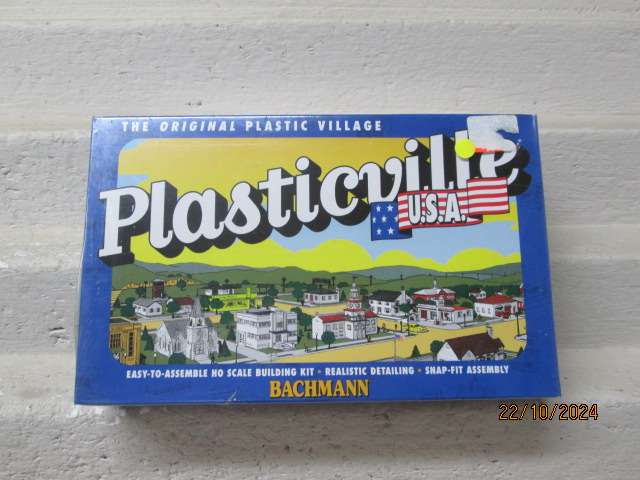 THE ORIGINAL PLASTIC VILLAGE
Plasticville
U.S.A.
EASY-TO-ASSEMBLE HO SCALE BUILDING KIT • REALISTIC DETAILING • SNAP-FIT ASSEMBLY
BACHMANN
22/10/2024